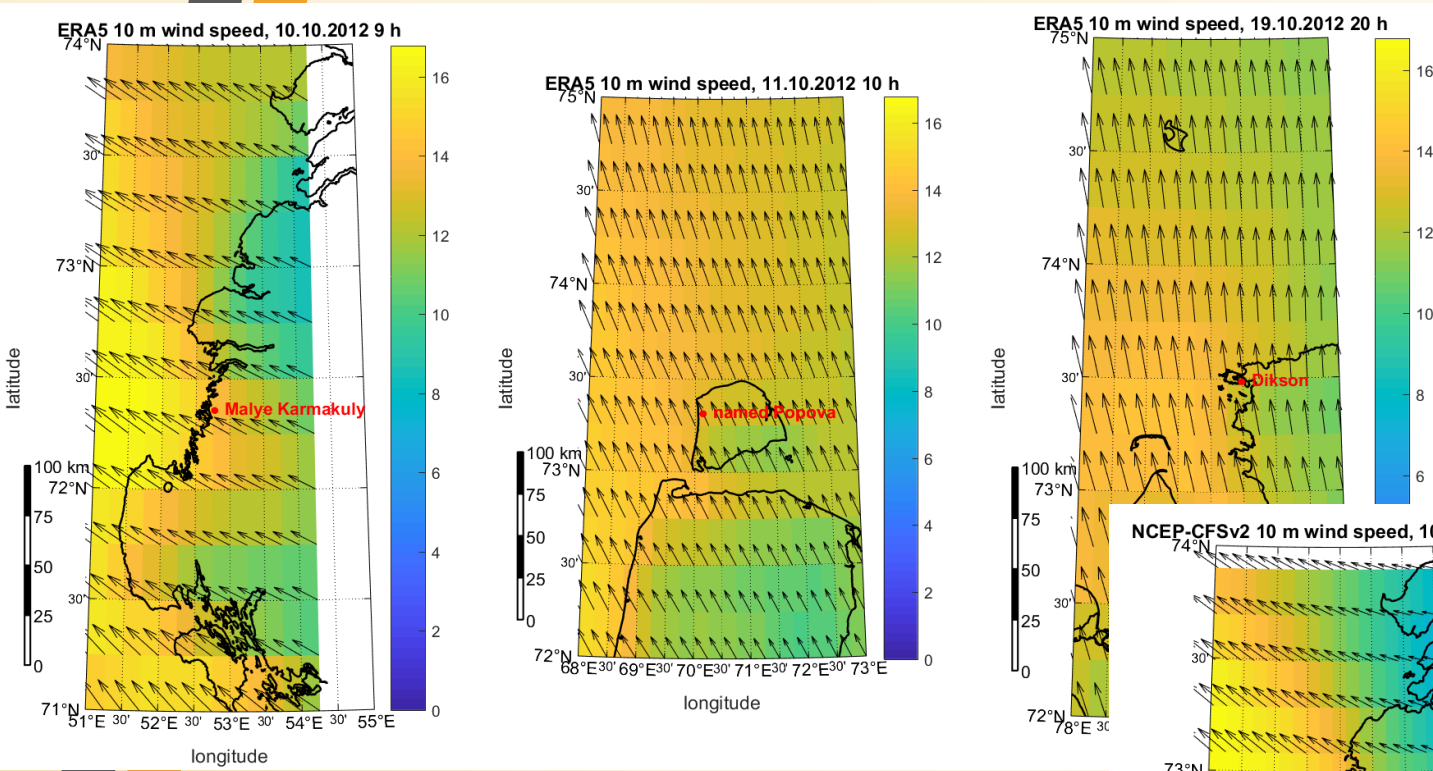 ERA5 10 m wind speed, 10.10.2012 9 h
74°N
30'
73°N
30'
72°N
30'
71°N
51°E 30' 52°E 30' 53°E 30' 54°E 30' 55°E
longitude
latitude
Malye Karmakuly
100 km
75
50
25
0
16
14
12
10
8
6
4
2
0
ERA5 10 m wind speed, 11.10.2012 10 h
75°N
30'
74°N
30'
73°N
30'
72°N
68°E 30' 69°E 30' 70°E 30' 71°E 30' 72°E 30' 73°E
longitude
latitude
named Popova
100 km
75
50
25
0
16
14
12
10
8
6
4
2
0
ERA5 10 m wind speed, 19.10.2012 20 h
75°N
30'
74°N
30'
73°N
30'
72°N
78°E 30'
latitude
Dikson
100 km
75
50
25
0
16
14
12
10
8
6
NCEP-CFSv2 10 m wind speed, 10
74°N
30'
73°N